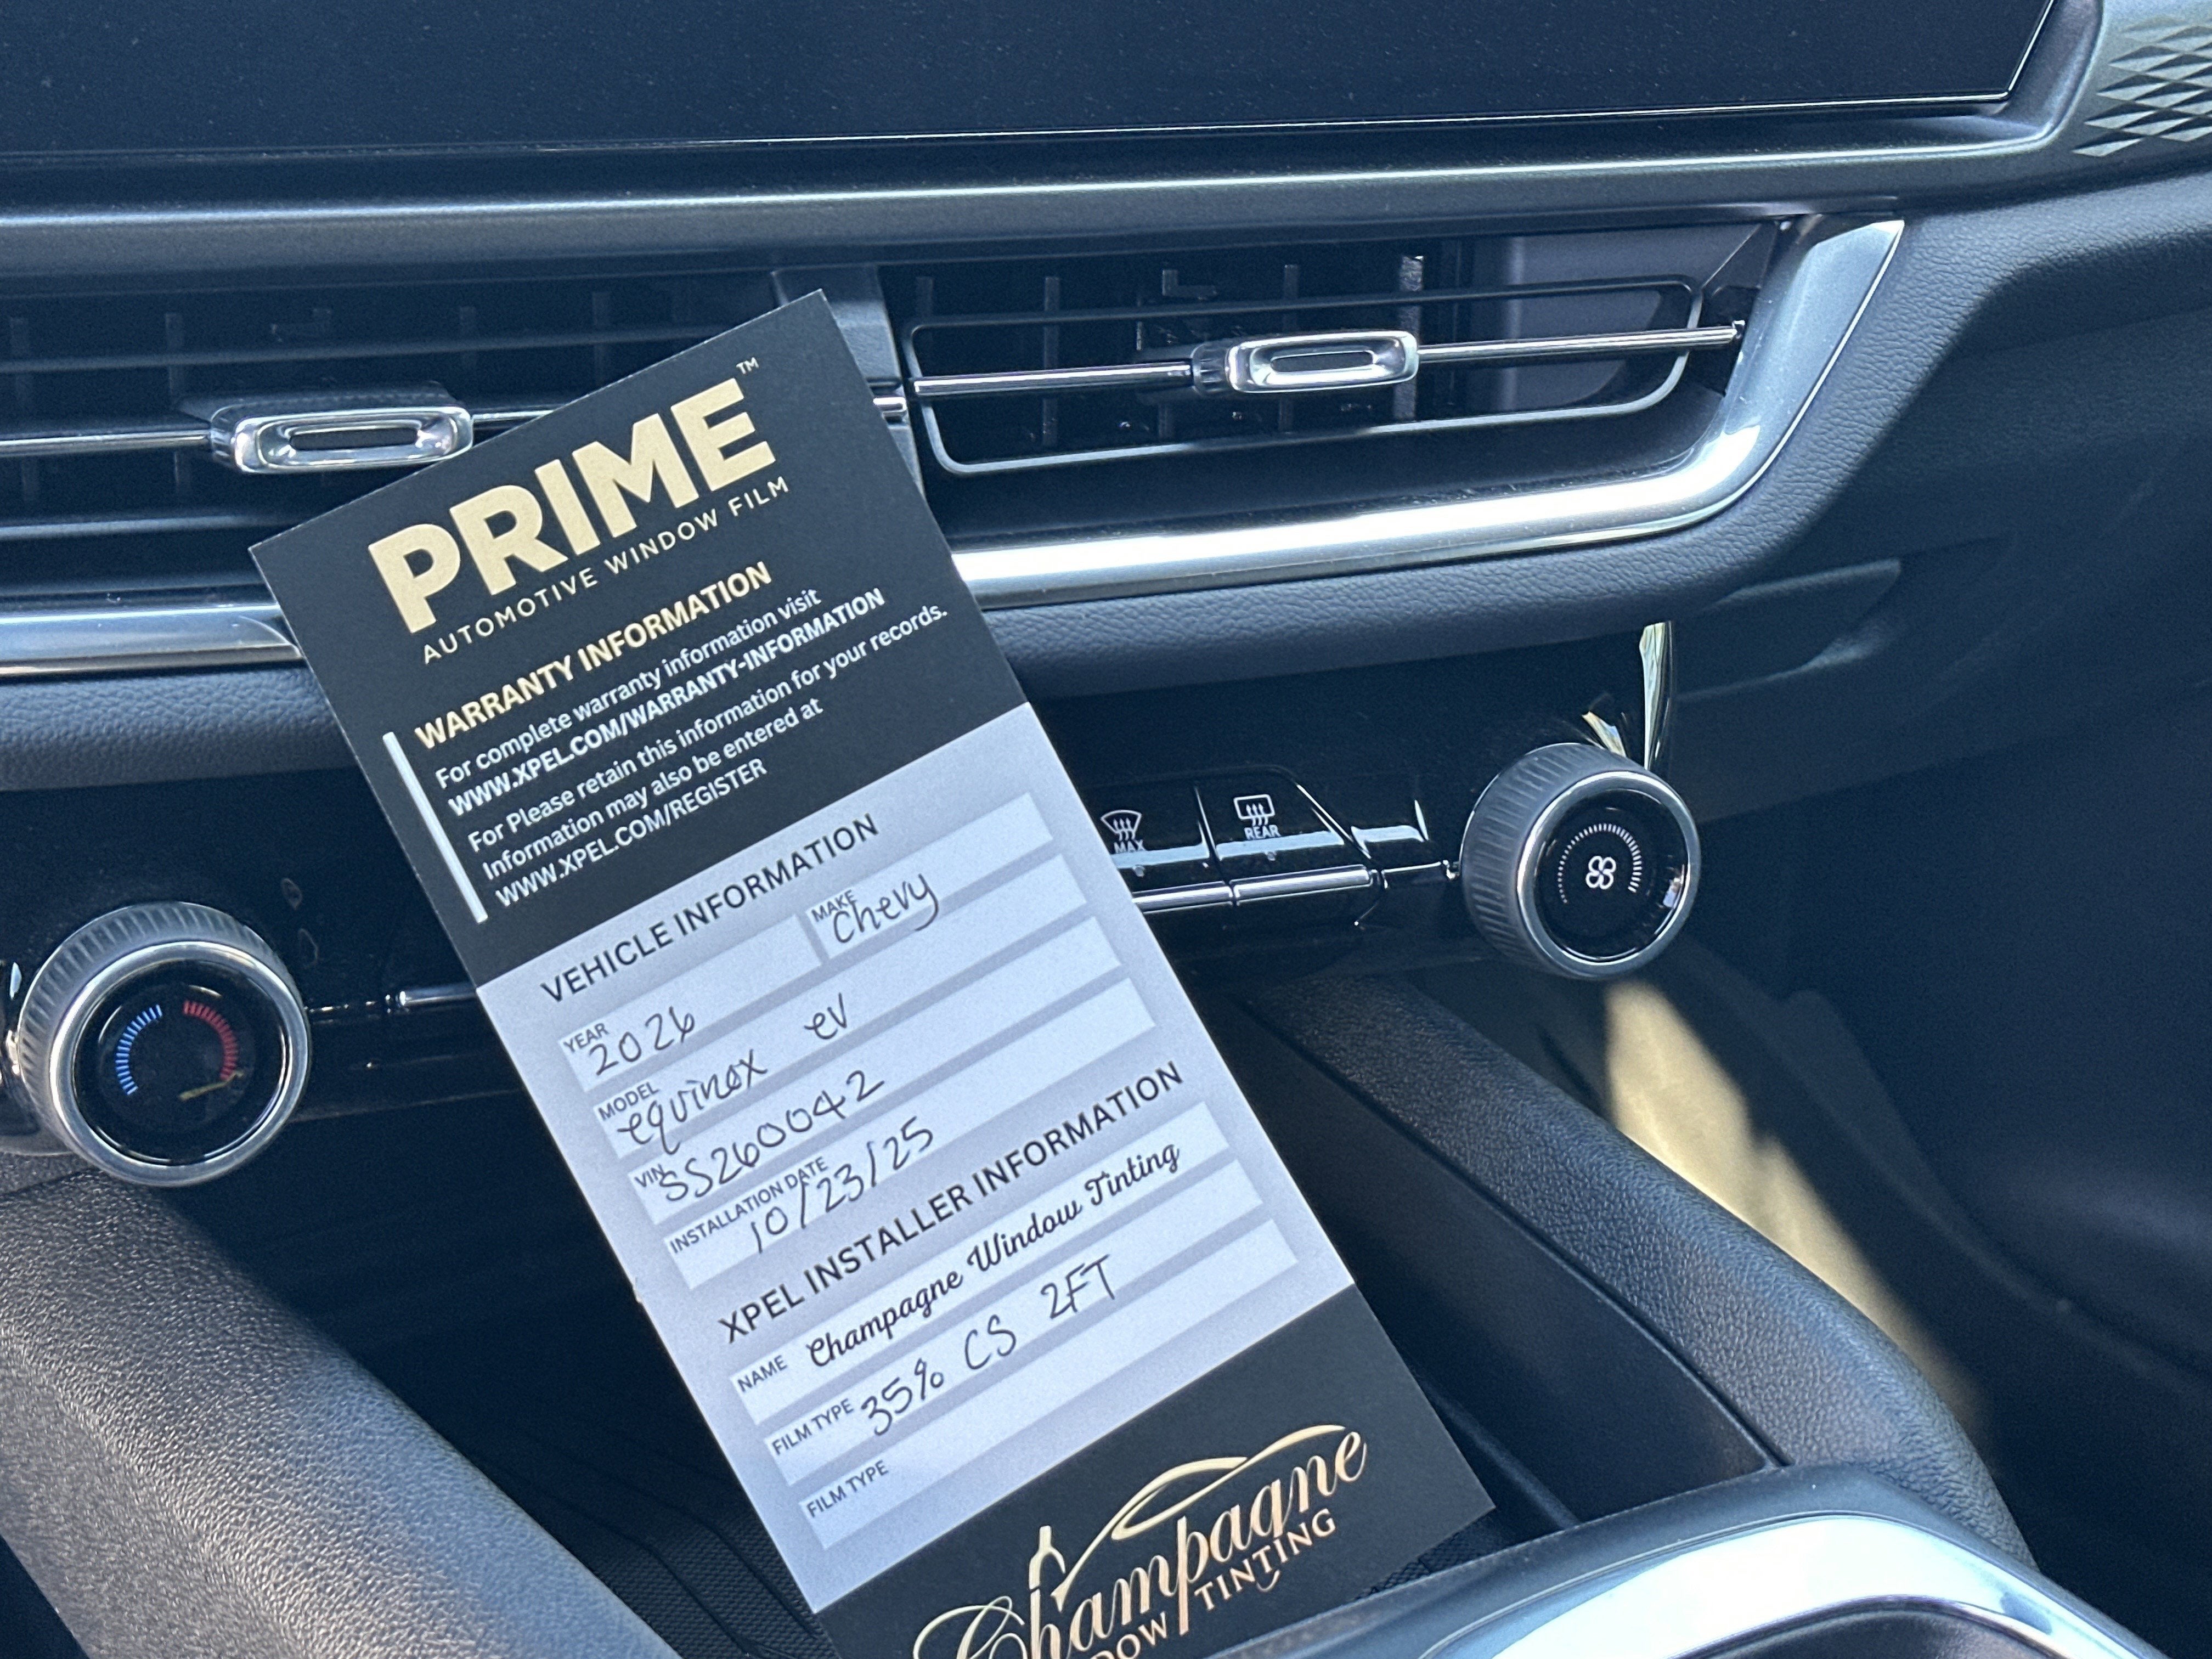 PRIME™
AUTOMOTIVE WINDOW FILM
WARRANTY INFORMATION
For complete warranty information visit
WWW.XPEL.COM/WARRANTY-INFORMATION
For Please retain this information for your records.
Information may also be entered at
WWW.XPEL.COM/REGISTER
VEHICLE INFORMATION
YEAR 2026 MAKE Chevy
MODEL equinox ev
VIN SS260042
INSTALLATION DATE 10/23/25
XPEL INSTALLER INFORMATION
NAME Champagne Window Tinting
FILM TYPE 35% CS 2FT
FILM TYPE
Champagne
DOW TINTING
MAX
REAR